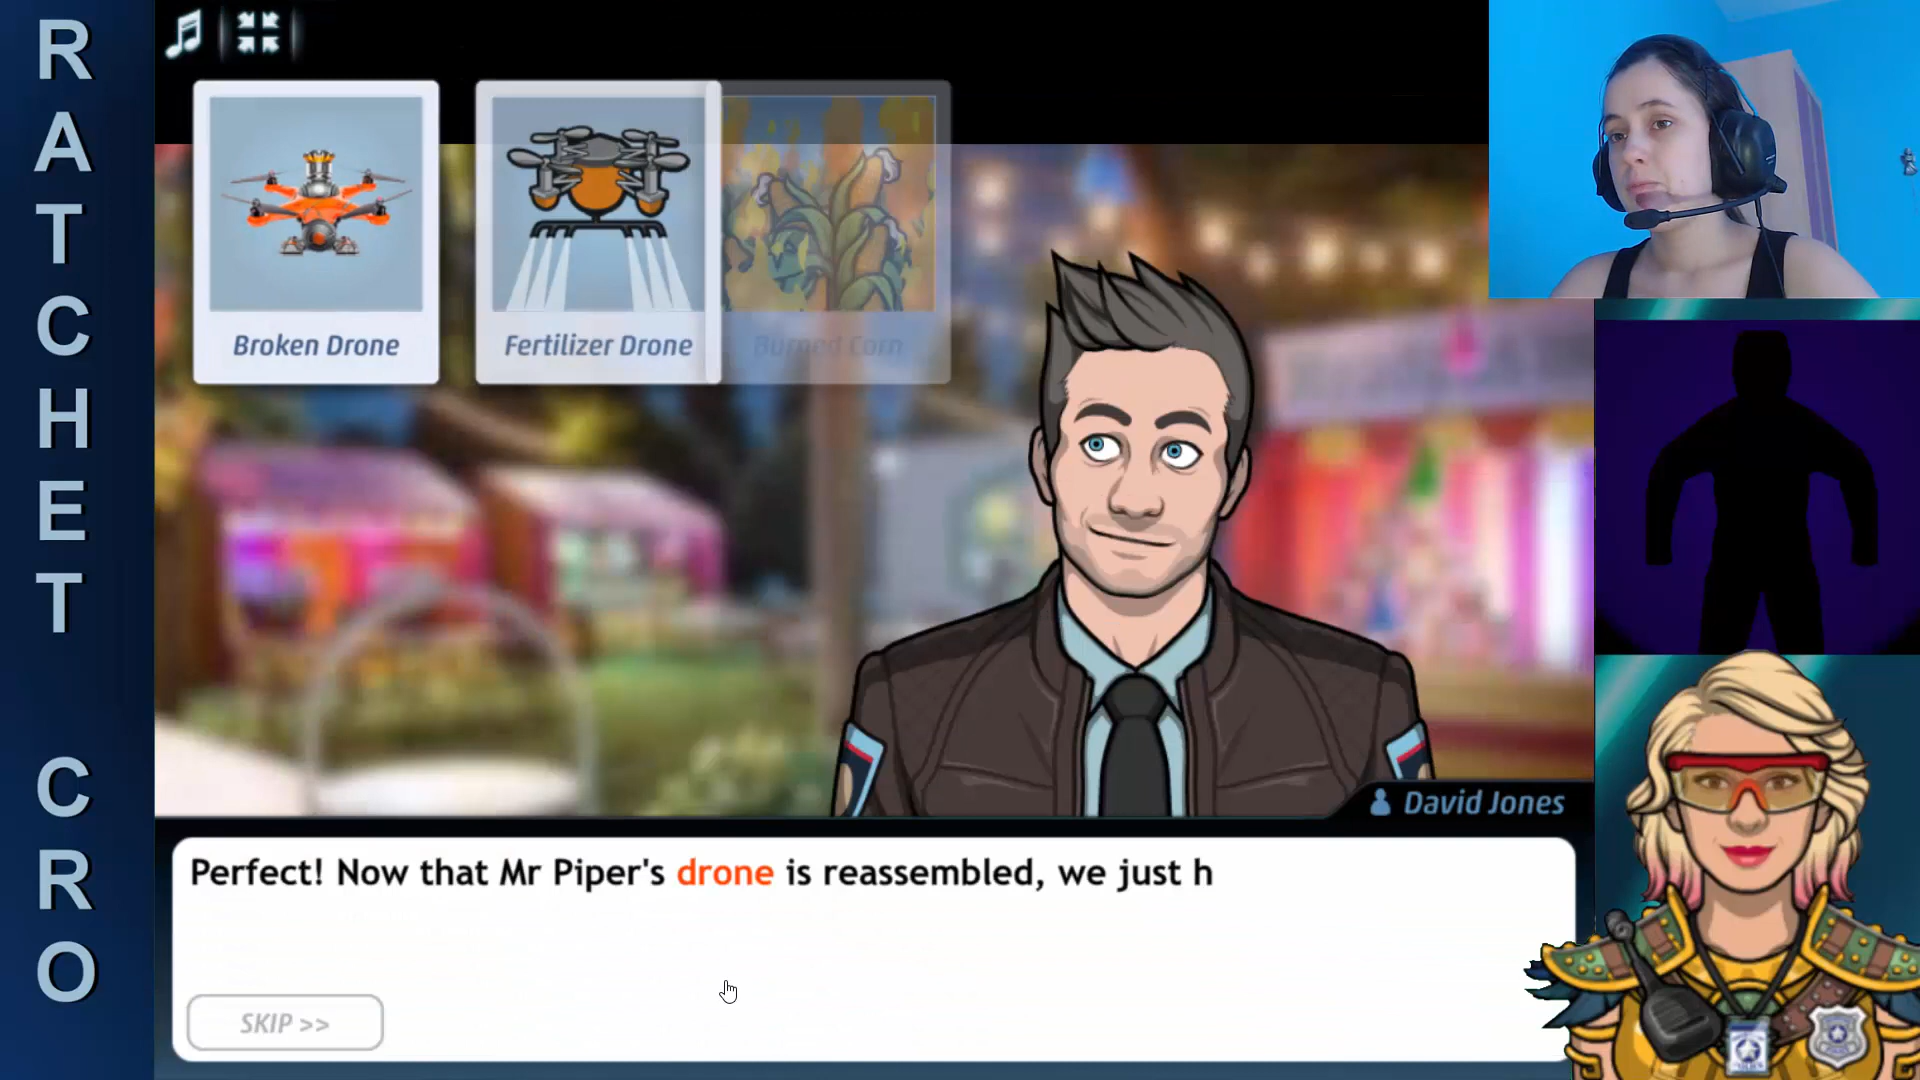 RATCHET CRO
Broken Drone
Fertilizer Drone
Burned Corn
David Jones
Perfect! Now that Mr Piper's drone is reassembled, we just h
SKIP >>